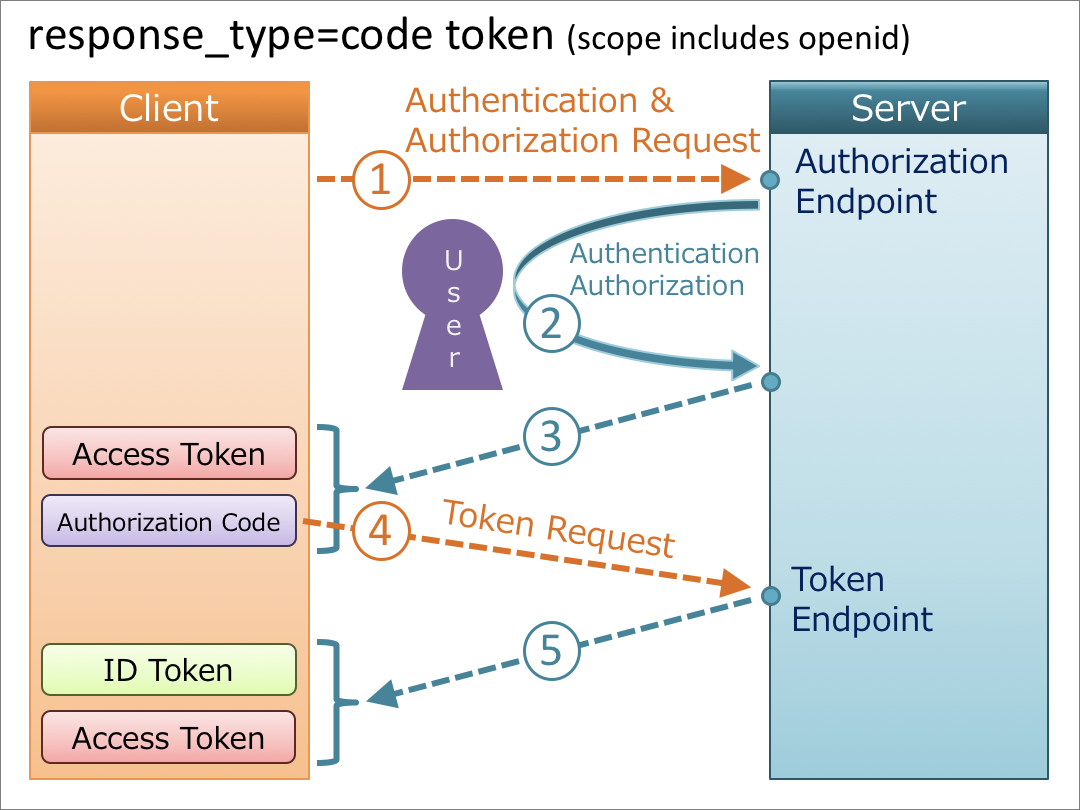 response_type=code token (scope includes openid)
Client
Authentication &
Authorization Request
Server
1
Authorization
Endpoint
User
Authentication
Authorization
2
3
Access Token
Authorization Code
4
Token Request
Token
Endpoint
5
ID Token
Access Token